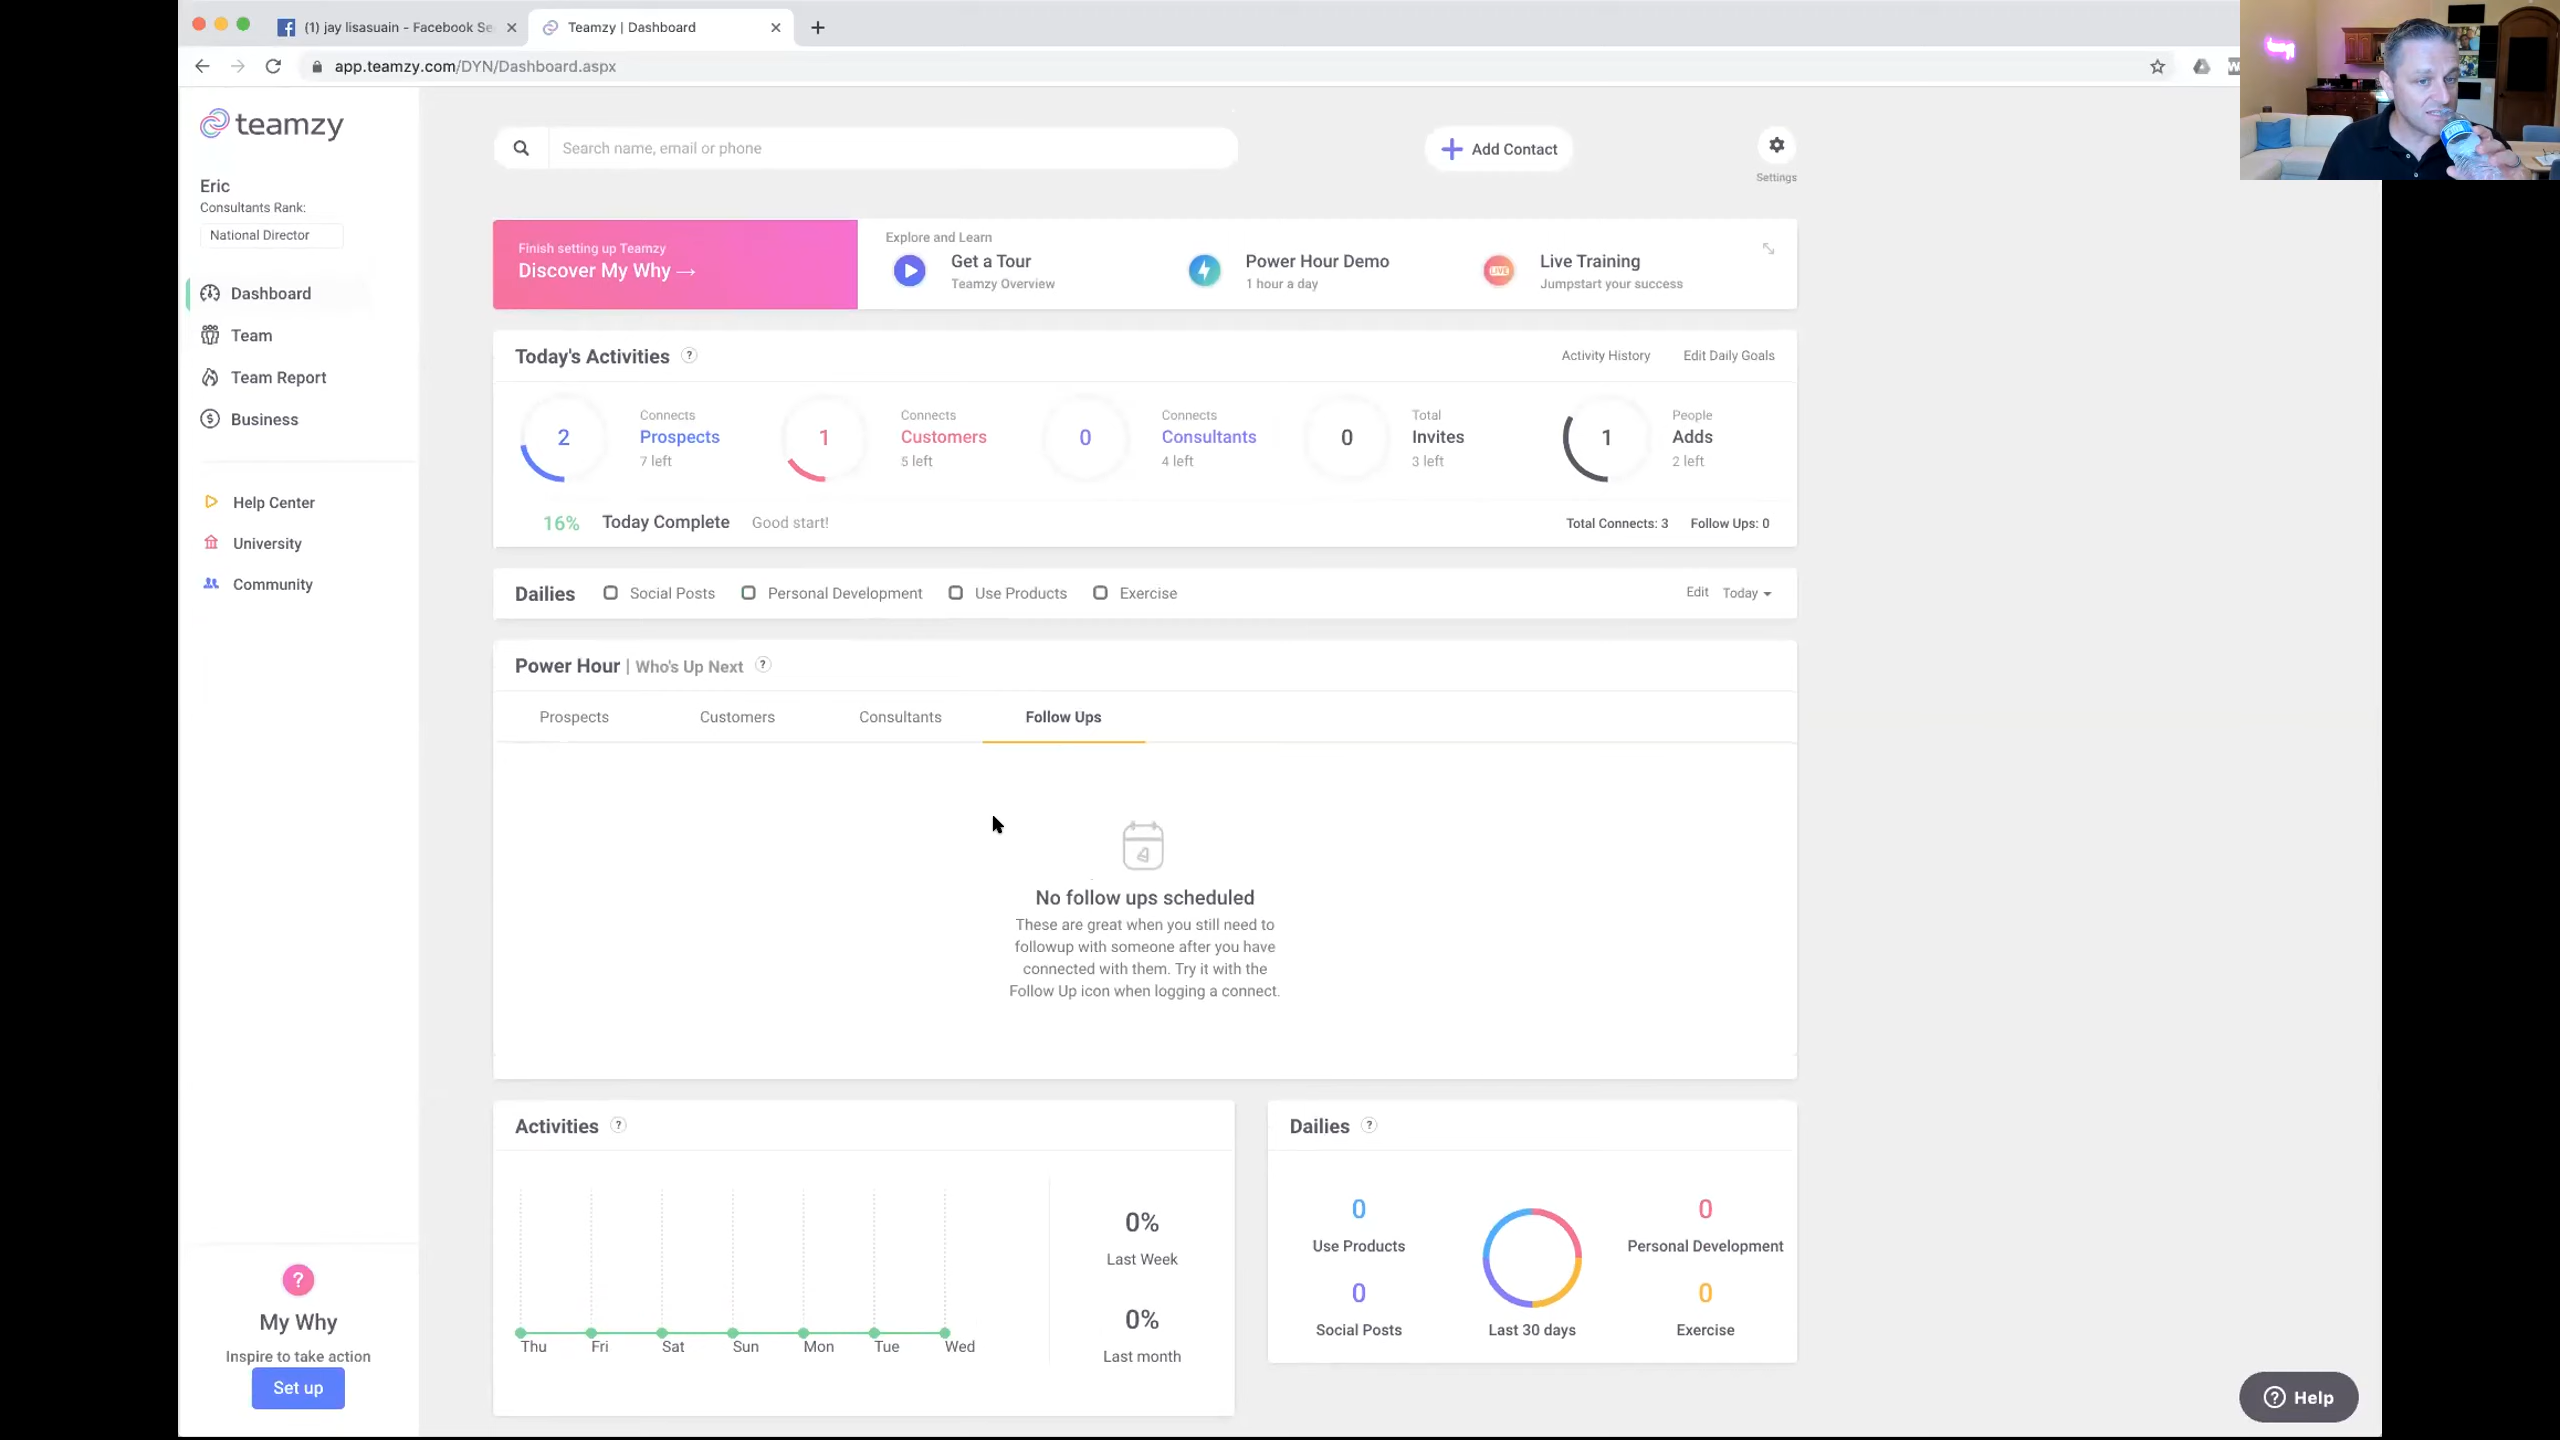 (1) jay lisasuain - Facebook Se
Teamzy | Dashboard
app.teamzy.com/DYN/Dashboard.aspx
teamzy
Eric
Consultants Rank:
National Director
Dashboard
Team
Team Report
Business
Help Center
University
Community
My Why
Inspire to take action
Set up
Search name, email or phone
Add Contact
Settings
Finish setting up Teamzy
Discover My Why →
Explore and Learn
Get a Tour
Teamzy Overview
Power Hour Demo
1 hour a day
LIVE
Live Training
Jumpstart your success
Today's Activities ?
Activity History Edit Daily Goals
2 Connects Prospects 7 left
1 Connects Customers 5 left
0 Connects Consultants 4 left
0 Total Invites 3 left
1 People Adds 2 left
16% Today Complete Good start!
Total Connects: 3 Follow Ups: 0
Dailies Social Posts Personal Development Use Products Exercise Edit Today
Power Hour | Who's Up Next ?
Prospects Customers Consultants Follow Ups
No follow ups scheduled
These are great when you still need to
followup with someone after you have
connected with them. Try it with the
Follow Up icon when logging a connect.
Activities ?
Thu Fri Sat Sun Mon Tue Wed
0%
Last Week
0%
Last month
Dailies ?
0
Use Products
0
Social Posts
Last 30 days
0
Personal Development
0
Exercise
? Help